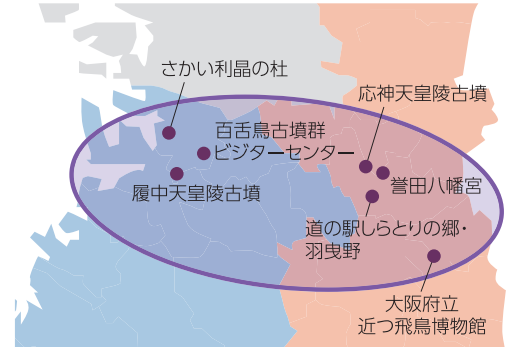 さかい利晶の杜
応神天皇陵古墳
百舌鳥古墳群
ビジターセンター
履中天皇陵古墳
誉田八幡宮
道の駅しらとりの郷・
羽曳野
大阪府立
近つ飛鳥博物館